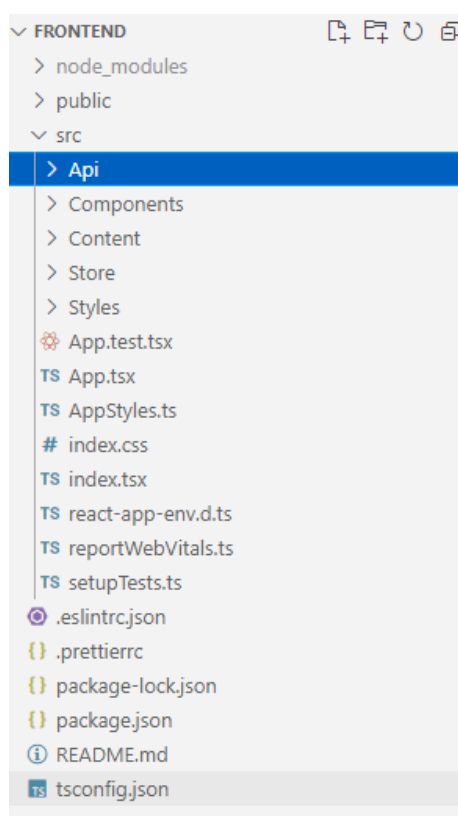 FRONTEND
node_modules
public
src
Api
Components
Content
Store
Styles
App.test.tsx
TS App.tsx
TS AppStyles.ts
# index.css
TS index.tsx
TS react-app-env.d.ts
TS reportWebVitals.ts
TS setupTests.ts
.eslintrc.json
{} .prettierrc
{} package-lock.json
{} package.json
README.md
TS tsconfig.json